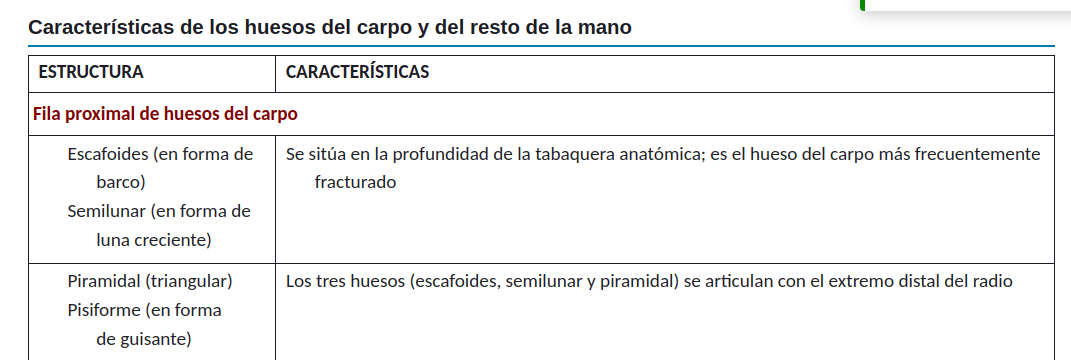 Características de los huesos del carpo y del resto de la mano
ESTRUCTURA CARACTERÍSTICAS
Fila proximal de huesos del carpo
Escafoides (en forma de
barco)
Semilunar (en forma de
luna creciente)
Se sitúa en la profundidad de la tabaquera anatómica; es el hueso del carpo más frecuentemente
fracturado
Piramidal (triangular)
Pisiforme (en forma
de guisante)
Los tres huesos (escafoides, semilunar y piramidal) se articulan con el extremo distal del radio